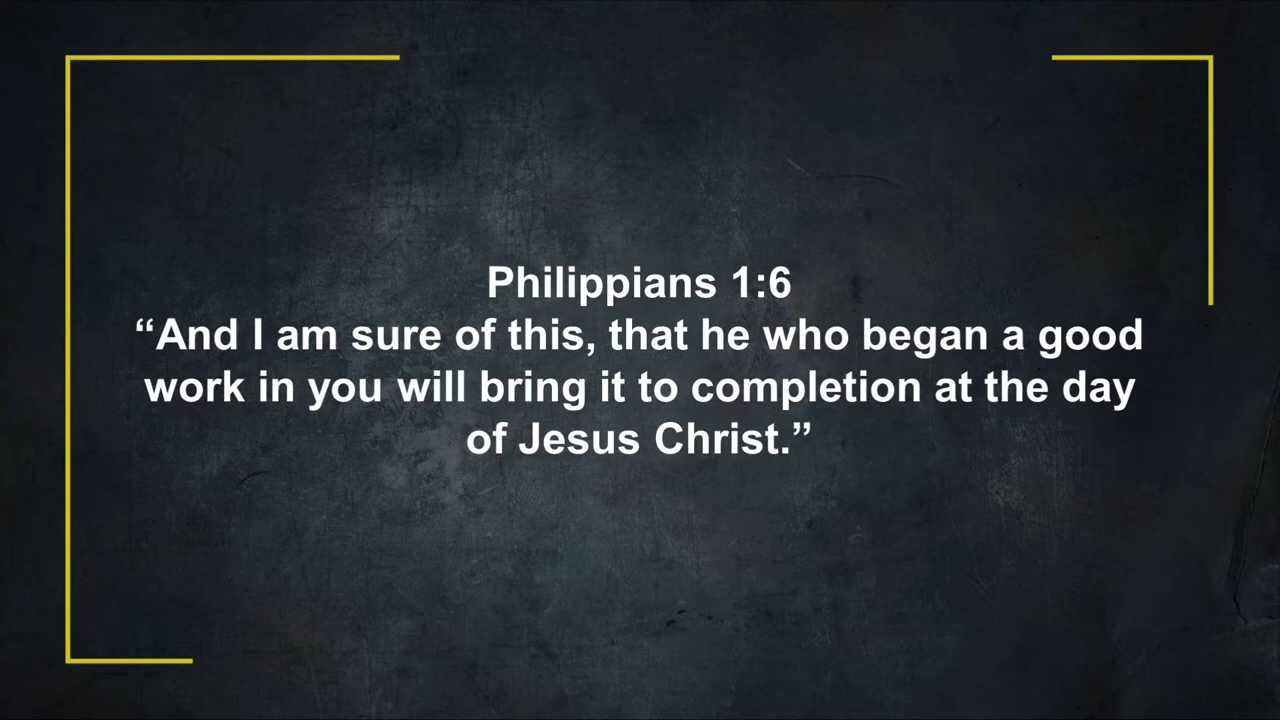 Philippians 1:6
“And I am sure of this, that he who began a good
work in you will bring it to completion at the day
of Jesus Christ.”